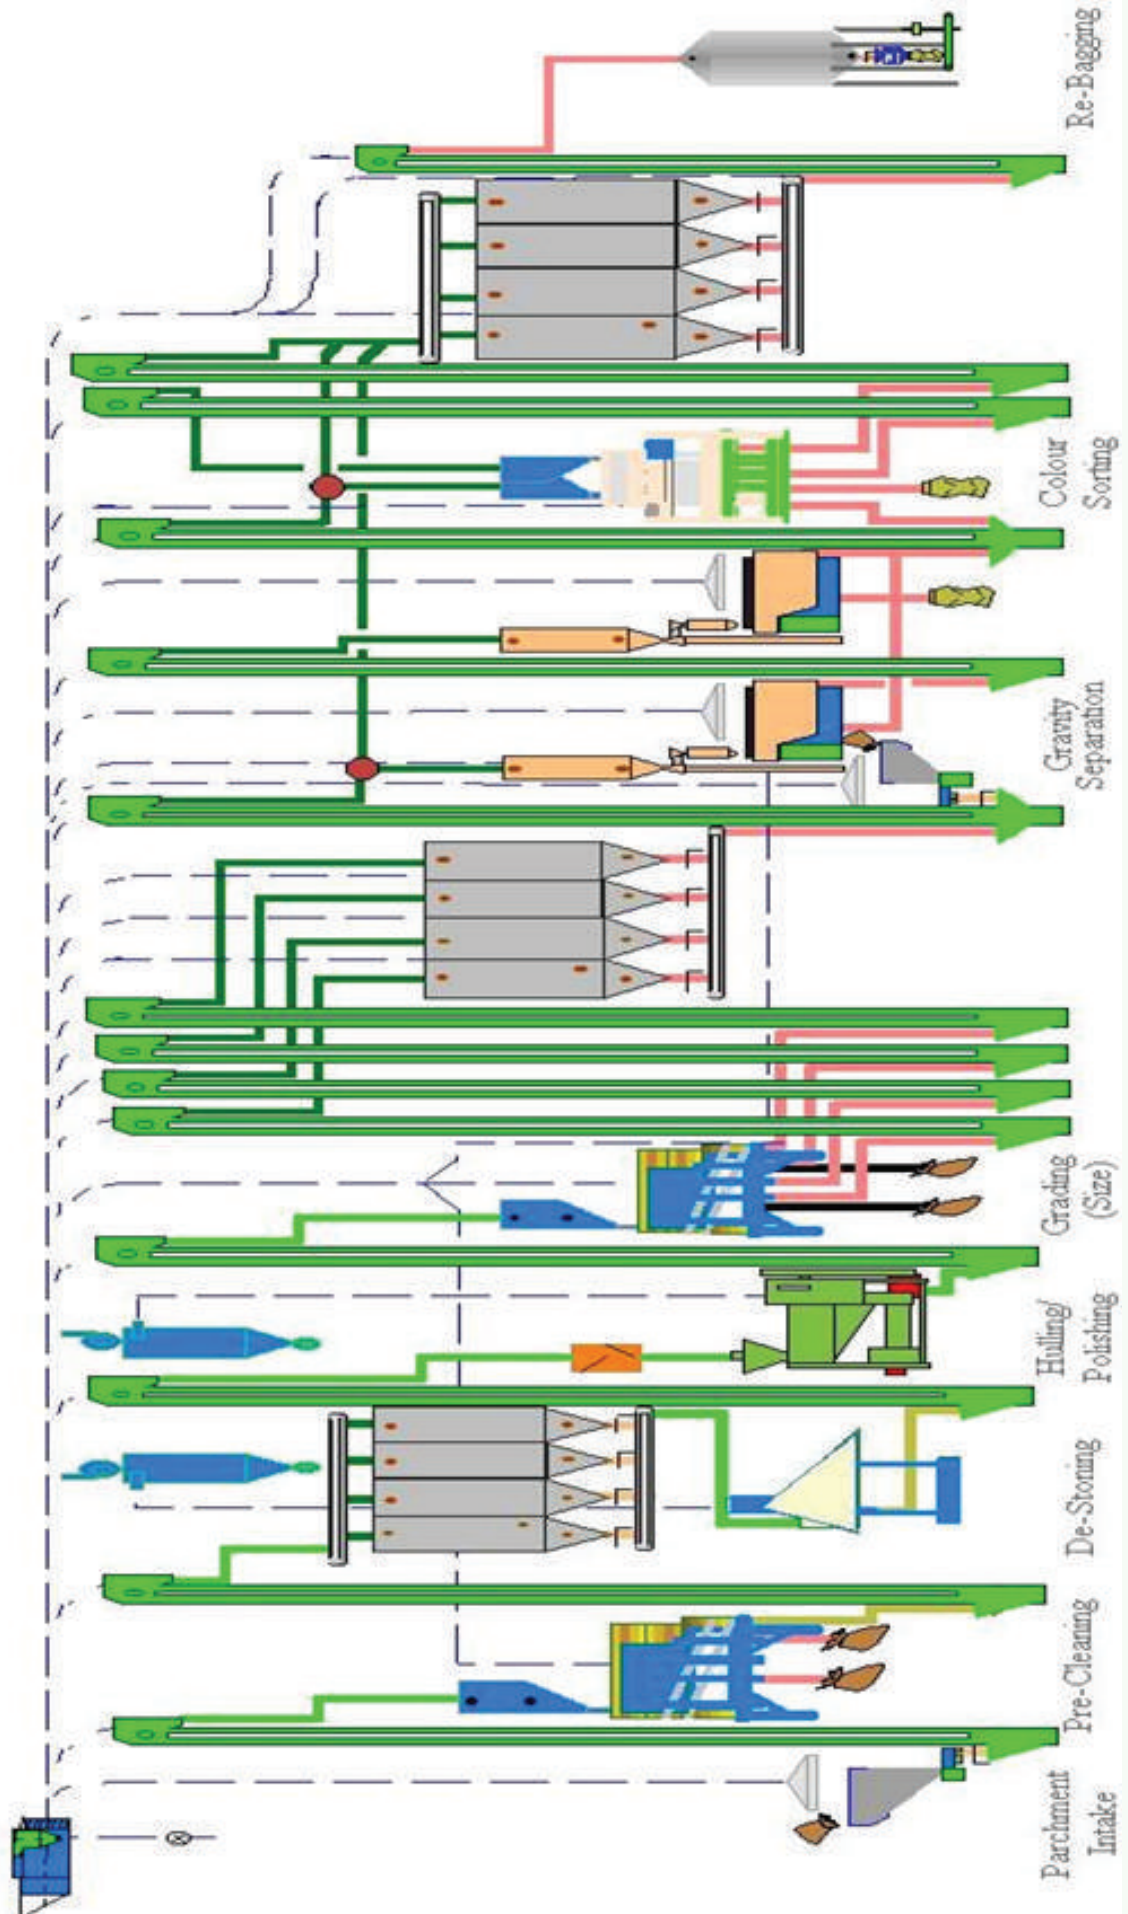 Parchment
Intake
Pre-Cleaning
De-Stoning
Hulling/
Polishing
Grading
(Size)
Gravity
Separation
Colour
Sorting
Re-Bagging